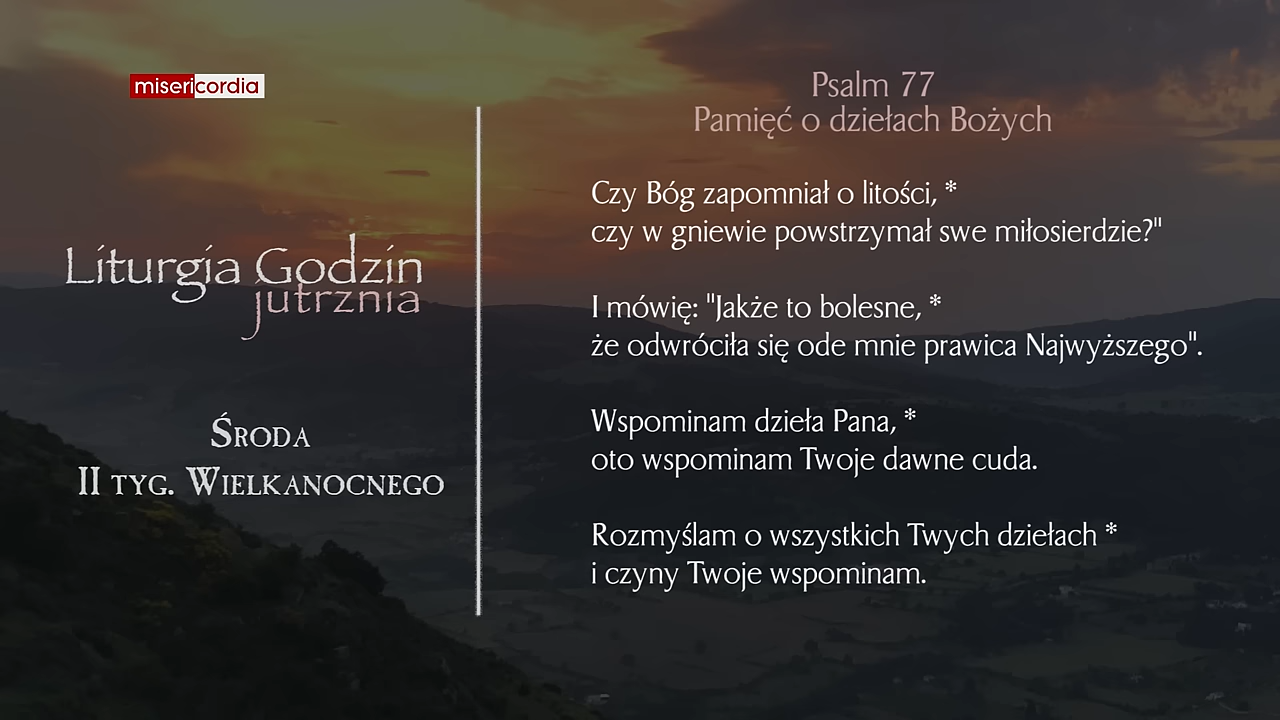 misericordia
Liturgia Godzin
jutrznia
Środa
II tyg. Wielkanocnego
Psalm 77
Pamięć o dziełach Bożych
Czy Bóg zapomniał o litości, *
czy w gniewie powstrzymał swe miłosierdzie?"
I mówię: "Jakże to bolesne, *
że odwróciła się ode mnie prawica Najwyższego".
Wspominam dzieła Pana, *
oto wspominam Twoje dawne cuda.
Rozmyślam o wszystkich Twych dziełach *
i czyny Twoje wspominam.